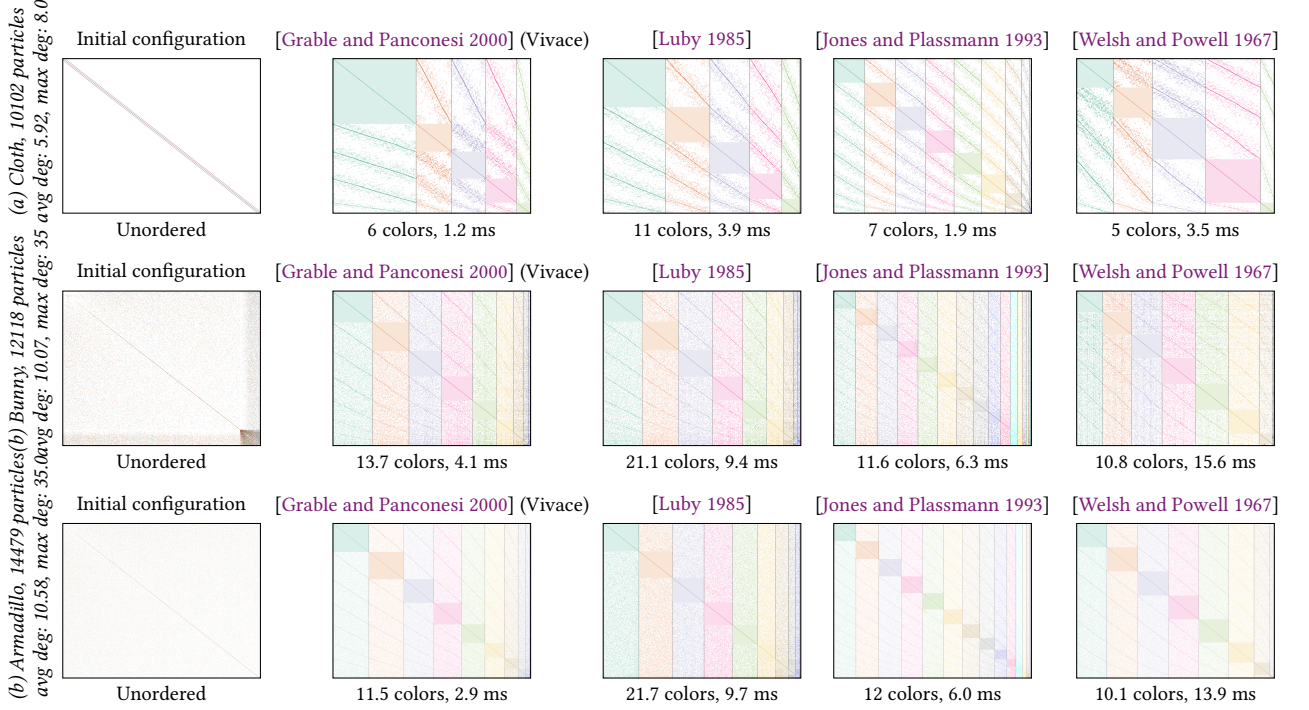 (a) Cloth, 10102 particles
avg deg: 5.92, max deg: 8.0
Initial configuration
[Grable and Panconesi 2000] (Vivace)
[Luby 1985]
[Jones and Plassmann 1993]
[Welsh and Powell 1967]
Unordered
6 colors, 1.2 ms
11 colors, 3.9 ms
7 colors, 1.9 ms
5 colors, 3.5 ms
(b) Bunny, 12118 particles
avg deg: 10.07, max deg: 35
Initial configuration
[Grable and Panconesi 2000] (Vivace)
[Luby 1985]
[Jones and Plassmann 1993]
[Welsh and Powell 1967]
Unordered
13.7 colors, 4.1 ms
21.1 colors, 9.4 ms
11.6 colors, 6.3 ms
10.8 colors, 15.6 ms
(b) Armadillo, 14479 particles
avg deg: 10.58, max deg: 35.0
Initial configuration
[Grable and Panconesi 2000] (Vivace)
[Luby 1985]
[Jones and Plassmann 1993]
[Welsh and Powell 1967]
Unordered
11.5 colors, 2.9 ms
21.7 colors, 9.7 ms
12 colors, 6.0 ms
10.1 colors, 13.9 ms